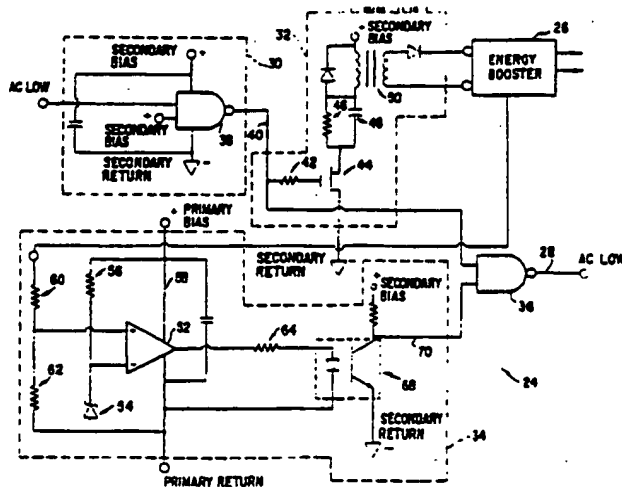 SECONDARY
BIAS
+
30
32
+
SECONDARY
BIAS
26
ENERGY
BOOSTER
AC LOW
+
SECONDARY
BIAS
38
40
SECONDARY
RETURN
-
90
46
42
44
+ PRIMARY
BIAS
SECONDARY
RETURN
28
AC LOW
36
60
56
58
+
SECONDARY
BIAS
52
64
70
62
54
68
24
SECONDARY
RETURN
-
34
PRIMARY RETURN